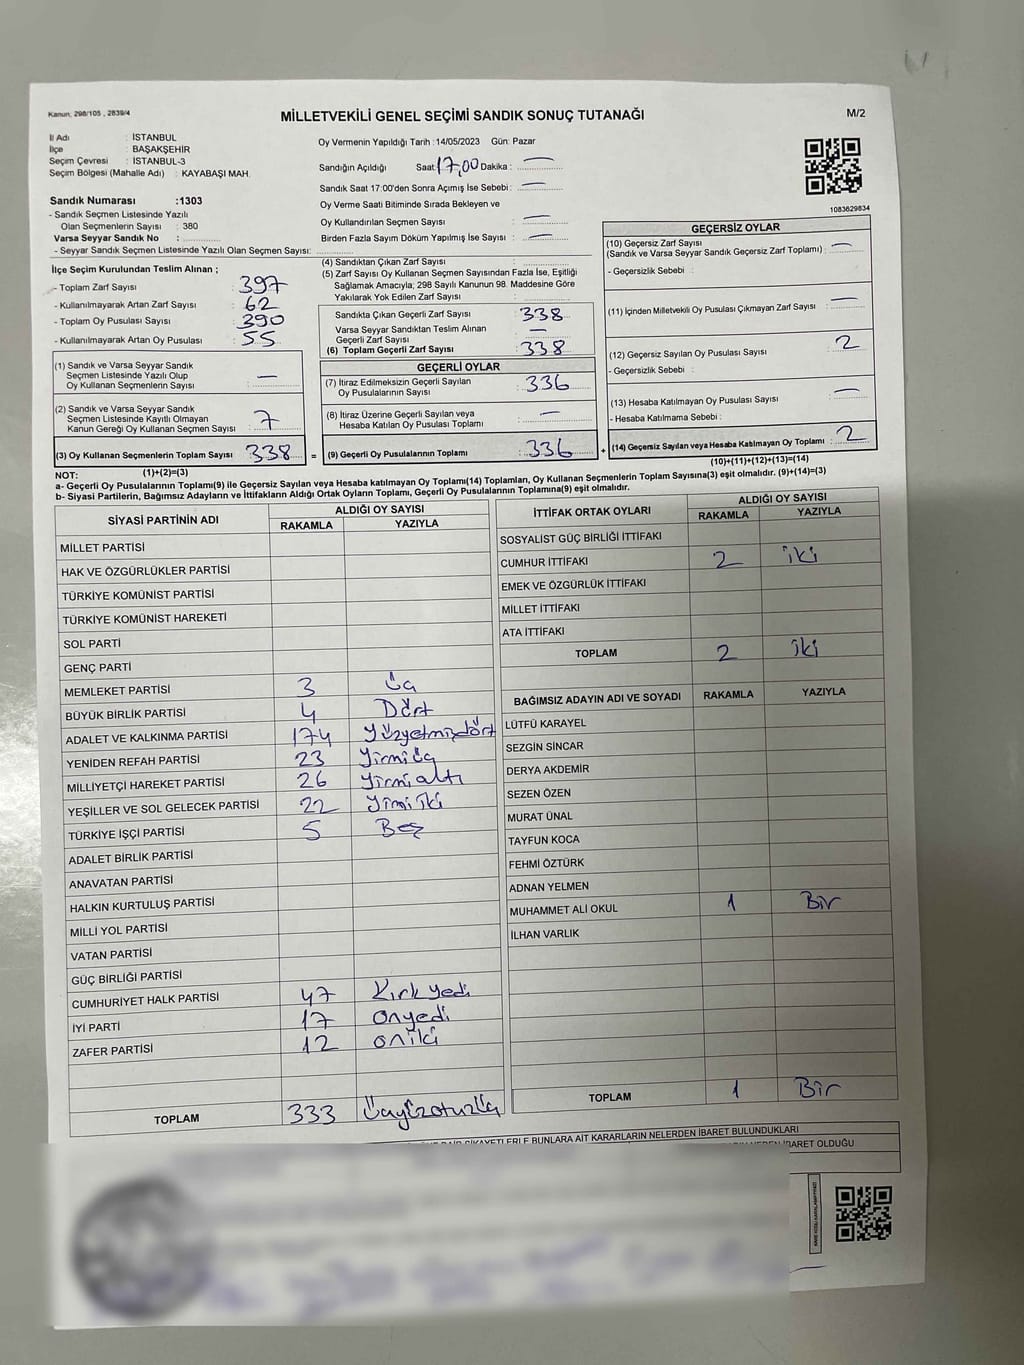 Kanun, 298/105 , 2839/4
MİLLETVEKİLİ GENEL SEÇİMİ SANDIK SONUÇ TUTANAĞI
M/2
İl Adı : İSTANBUL
İlçe : BAŞAKŞEHİR
Seçim Çevresi : İSTANBUL-3
Seçim Bölgesi (Mahalle Adı) : KAYABAŞI MAH.
Sandık Numarası :1303
- Sandık Seçmen Listesinde Yazılı
Olan Seçmenlerin Sayısı : 380
Varsa Seyyar Sandık No :
- Seyyar Sandık Seçmen Listesinde Yazılı Olan Seçmen Sayısı:
Oy Vermenin Yapıldığı Tarih :14/05/2023 Gün: Pazar
Sandığın Açıldığı Saat 17,00 Dakika : —
Sandık Saat 17:00'den Sonra Açımış İse Sebebi : —
Oy Verme Saati Bitiminde Sırada Bekleyen ve
Oy Kullandırılan Seçmen Sayısı : —
Birden Fazla Sayım Döküm Yapılmış İse Sayısı : —
1083629834
İlçe Seçim Kurulundan Teslim Alınan ;
- Toplam Zarf Sayısı : 397
- Kullanılmayarak Artan Zarf Sayısı : 62
- Toplam Oy Pusulası Sayısı : 390
- Kullanılmayarak Artan Oy Pusulası : 55
(1) Sandık ve Varsa Seyyar Sandık
Seçmen Listesinde Yazılı Olup
Oy Kullanan Seçmenlerin Sayısı : —
(2) Sandık ve Varsa Seyyar Sandık
Seçmen Listesinde Kayıtlı Olmayan
Kanun Gereği Oy Kullanan Seçmen Sayısı : 7
(3) Oy Kullanan Seçmenlerin Toplam Sayısı : 338 =
(4) Sandıktan Çıkan Zarf Sayısı :
(5) Zarf Sayısı Oy Kullanan Seçmen Sayısından Fazla İse, Eşitliği
Sağlamak Amacıyla; 298 Sayılı Kanunun 98. Maddesine Göre
Yakılarak Yok Edilen Zarf Sayısı :
Sandıkta Çıkan Geçerli Zarf Sayısı : 338
Varsa Seyyar Sandıktan Teslim Alınan
Geçerli Zarf Sayısı : —
(6) Toplam Geçerli Zarf Sayısı : 338
GEÇERLİ OYLAR
(7) İtiraz Edilmeksizin Geçerli Sayılan
Oy Pusulalarının Sayısı : 336
(8) İtiraz Üzerine Geçerli Sayılan veya
Hesaba Katılan Oy Pusulası Toplamı : —
(9) Geçerli Oy Pusulalarının Toplamı : 336 +
GEÇERSİZ OYLAR
(10) Geçersiz Zarf Sayısı
(Sandık ve Varsa Seyyar Sandık Geçersiz Zarf Toplamı) : —
- Geçersizlik Sebebi :
(11) İçinden Milletvekili Oy Pusulası Çıkmayan Zarf Sayısı : —
(12) Geçersiz Sayılan Oy Pusulası Sayısı : 2
- Geçersizlik Sebebi :
(13) Hesaba Katılmayan Oy Pusulası Sayısı : —
- Hesaba Katılmama Sebebi :
(14) Geçersiz Sayılan veya Hesaba Katılmayan Oy Toplamı : 2
(10)+(11)+(12)+(13)=(14)
NOT: (1)+(2)=(3)
a- Geçerli Oy Pusulalarının Toplamı(9) ile Geçersiz Sayılan veya Hesaba katılmayan Oy Toplamı(14) Toplamları, Oy Kullanan Seçmenlerin Toplam Sayısına(3) eşit olmalıdır. (9)+(14)=(3)
b- Siyasi Partilerin, Bağımsız Adayların ve İttifakların Aldığı Ortak Oyların Toplamı, Geçerli Oy Pusulalarının Toplamına(9) eşit olmalıdır.
SİYASİ PARTİNİN ADI ALDIĞI OY SAYISI
RAKAMLA YAZIYLA
MİLLET PARTİSİ
HAK VE ÖZGÜRLÜKLER PARTİSİ
TÜRKİYE KOMÜNİST PARTİSİ
TÜRKİYE KOMÜNİST HAREKETİ
SOL PARTİ
GENÇ PARTİ
MEMLEKET PARTİSİ 3 Üç
BÜYÜK BİRLİK PARTİSİ 4 Dört
ADALET VE KALKINMA PARTİSİ 174 Yüzyetmişdört
YENİDEN REFAH PARTİSİ 23 Yirmiüç
MİLLİYETÇİ HAREKET PARTİSİ 26 Yirmialtı
YEŞİLLER VE SOL GELECEK PARTİSİ 22 Yimiiki
TÜRKİYE İŞÇİ PARTİSİ 5 Beş
ADALET BİRLİK PARTİSİ
ANAVATAN PARTİSİ
HALKIN KURTULUŞ PARTİSİ
MİLLİ YOL PARTİSİ
VATAN PARTİSİ
GÜÇ BİRLİĞİ PARTİSİ
CUMHURİYET HALK PARTİSİ 47 Kırkyedi
İYİ PARTİ 17 onyedi
ZAFER PARTİSİ 12 oniki
TOPLAM 333 Üçyüzotuzüç
İTTİFAK ORTAK OYLARI ALDIĞI OY SAYISI
RAKAMLA YAZIYLA
SOSYALİST GÜÇ BİRLİĞİ İTTİFAKI
CUMHUR İTTİFAKI 2 iki
EMEK VE ÖZGÜRLÜK İTTİFAKI
MİLLET İTTİFAKI
ATA İTTİFAKI
TOPLAM 2 iki
BAĞIMSIZ ADAYIN ADI VE SOYADI RAKAMLA YAZIYLA
LÜTFÜ KARAYEL
SEZGİN SİNCAR
DERYA AKDEMİR
SEZEN ÖZEN
MURAT ÜNAL
TAYFUN KOCA
FEHMİ ÖZTÜRK
ADNAN YELMEN
MUHAMMET ALİ OKUL 1 Bir
İLHAN VARLIK
TOPLAM 1 Bir
ŞİKAYETLERLE BUNLARA AİT KARARLARIN NELERDEN İBARET BULUNDUKLARI
İBARET OLDUĞU